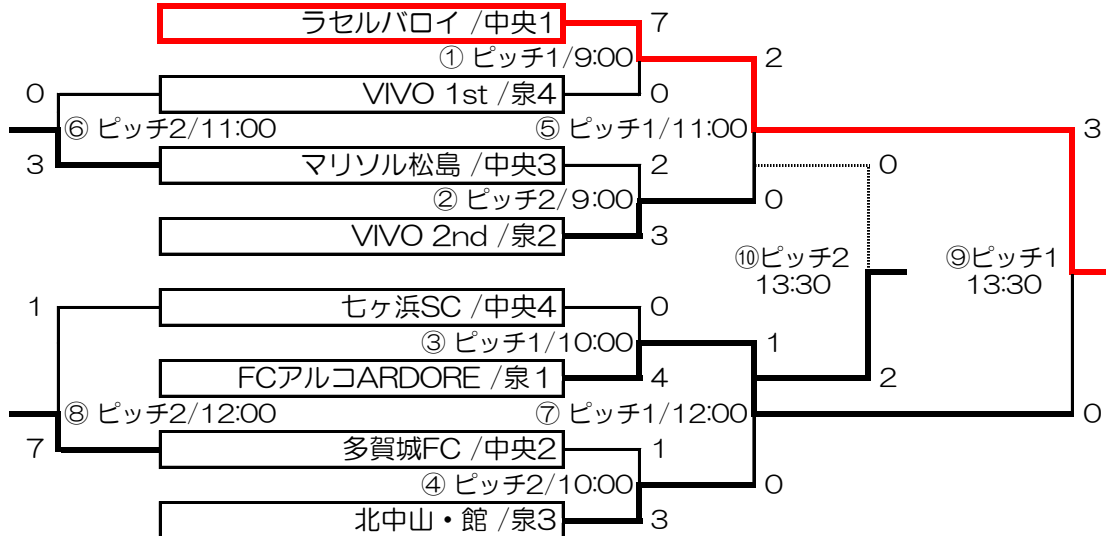 ラセルバロイ /中央1
7
① ピッチ1/9:00
2
0
VIVO 1st /泉4
0
⑥ ピッチ2/11:00
⑤ ピッチ1/11:00
3
3
マリソル松島 /中央3
2
0
② ピッチ2/9:00
0
VIVO 2nd /泉2
3
⑩ピッチ2
13:30
⑨ピッチ1
13:30
1
七ヶ浜SC /中央4
0
③ ピッチ1/10:00
1
FCアルコARDORE /泉1
4
2
⑧ ピッチ2/12:00
⑦ ピッチ1/12:00
0
7
多賀城FC /中央2
1
④ ピッチ2/10:00
0
北中山・館 /泉3
3